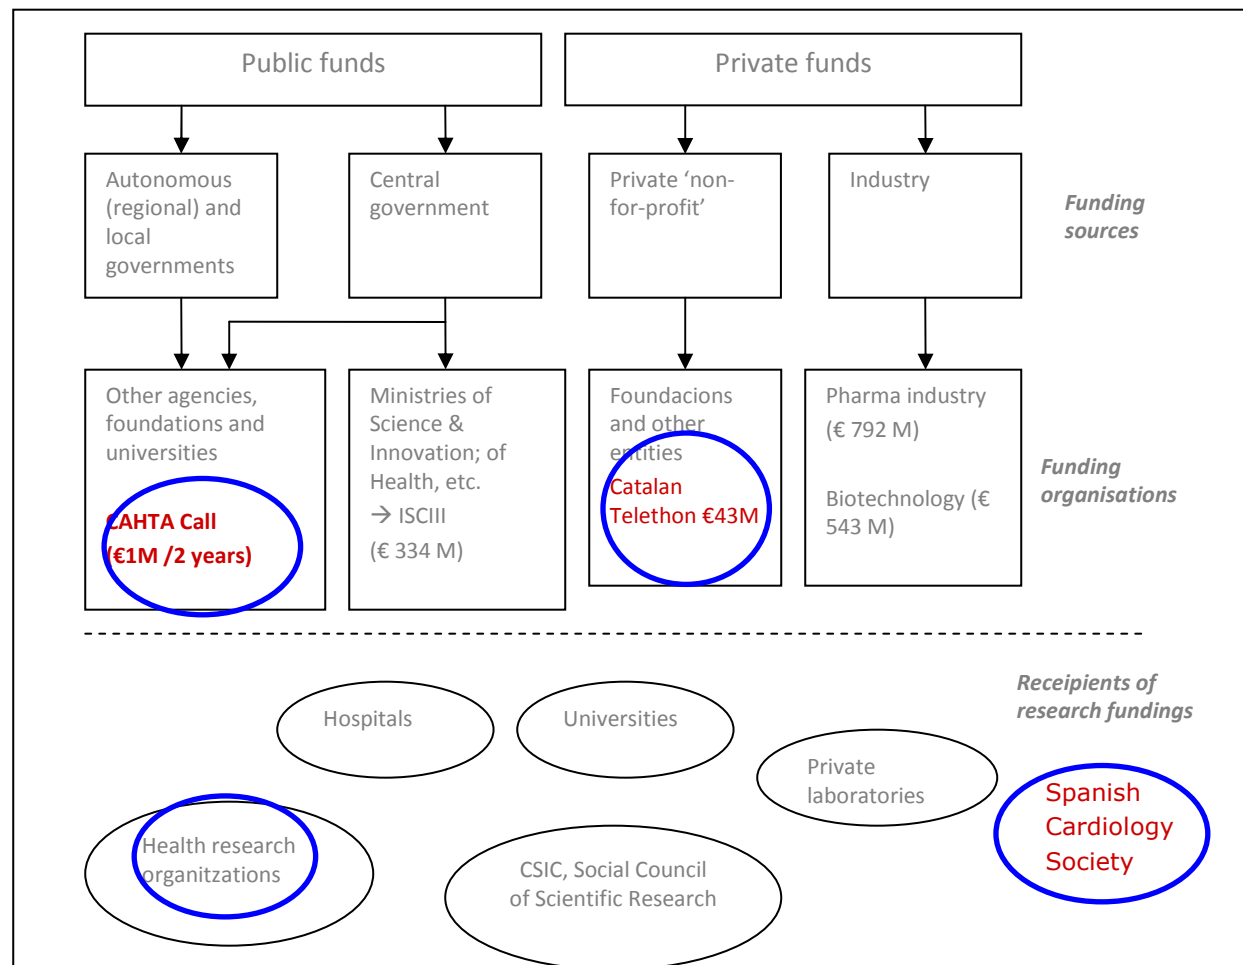 Public funds
Private funds
Autonomous
(regional) and
local
governments
Central
government
Private ‘non-
for-profit’
Industry
Funding
sources
Other agencies,
foundations and
universities
CAHTA Call
(€1M /2 years)
Ministries of
Science &
Innovation; of
Health, etc.
→ ISCIII
(€ 334 M)
Foundacions
and other
entities
Catalan
Telethon €43M
Pharma industry
(€ 792 M)
Biotechnology (€
543 M)
Funding
organisations
Receipients of
research fundings
Hospitals
Universities
Private
laboratories
Spanish
Cardiology
Society
Health research
organitzations
CSIC, Social Council
of Scientific Research